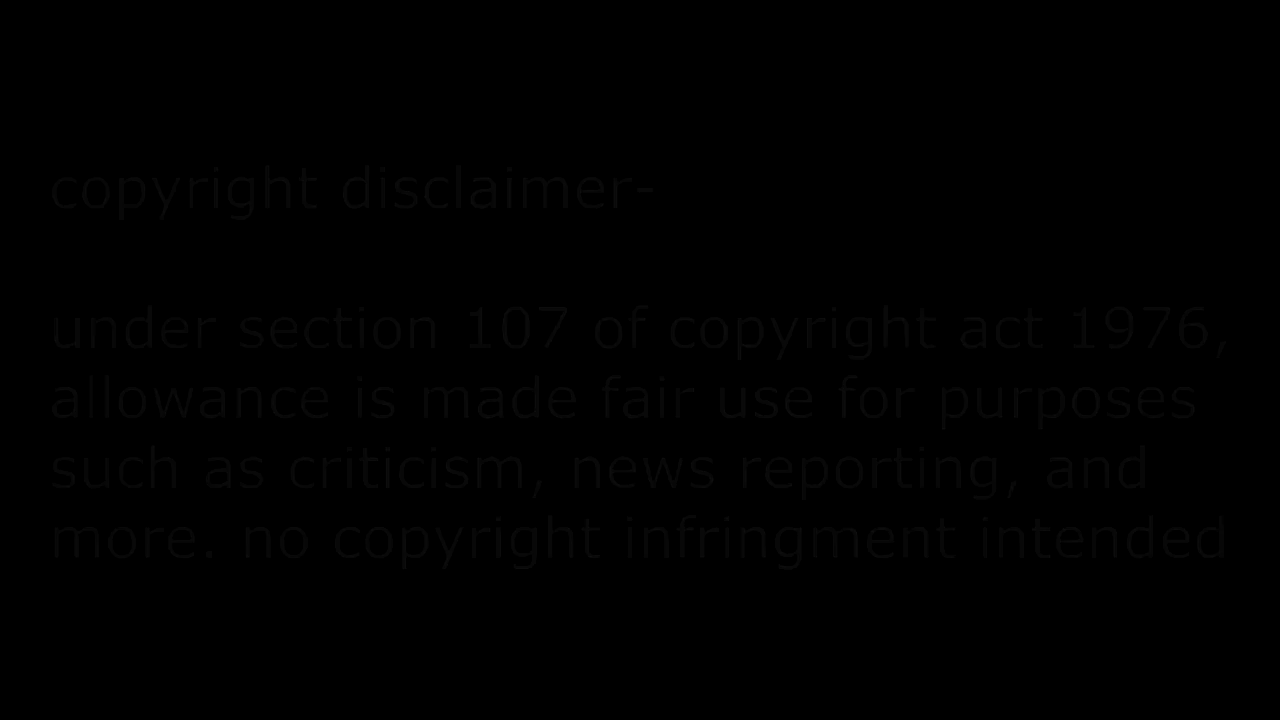 copyright disclaimer-
under section 107 of copyright act 1976,
allowance is made fair use for purposes
such as criticism, news reporting, and
more. no copyright infringment intended